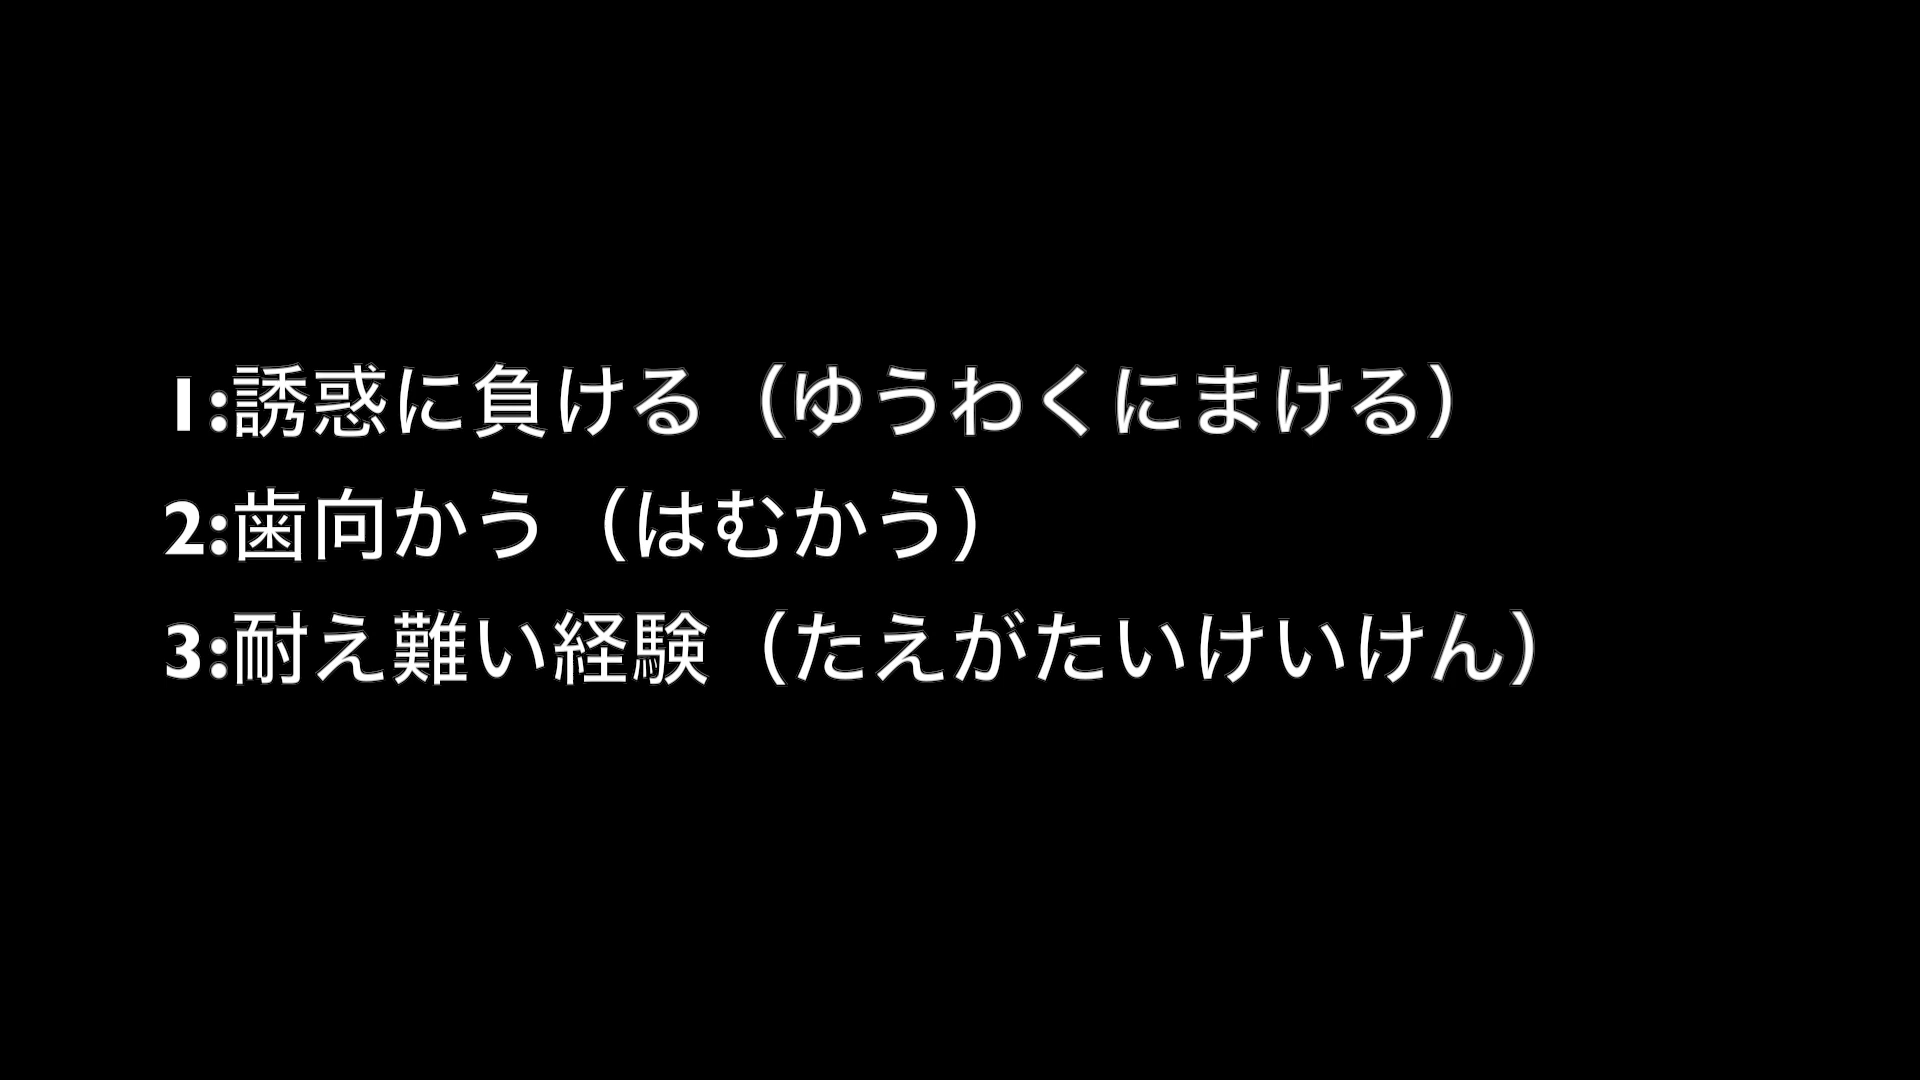 1:誘惑に負ける（ゆうわくにまける）
2:歯向かう（はむかう）
3:耐え難い経験（たえがたいけいけん）